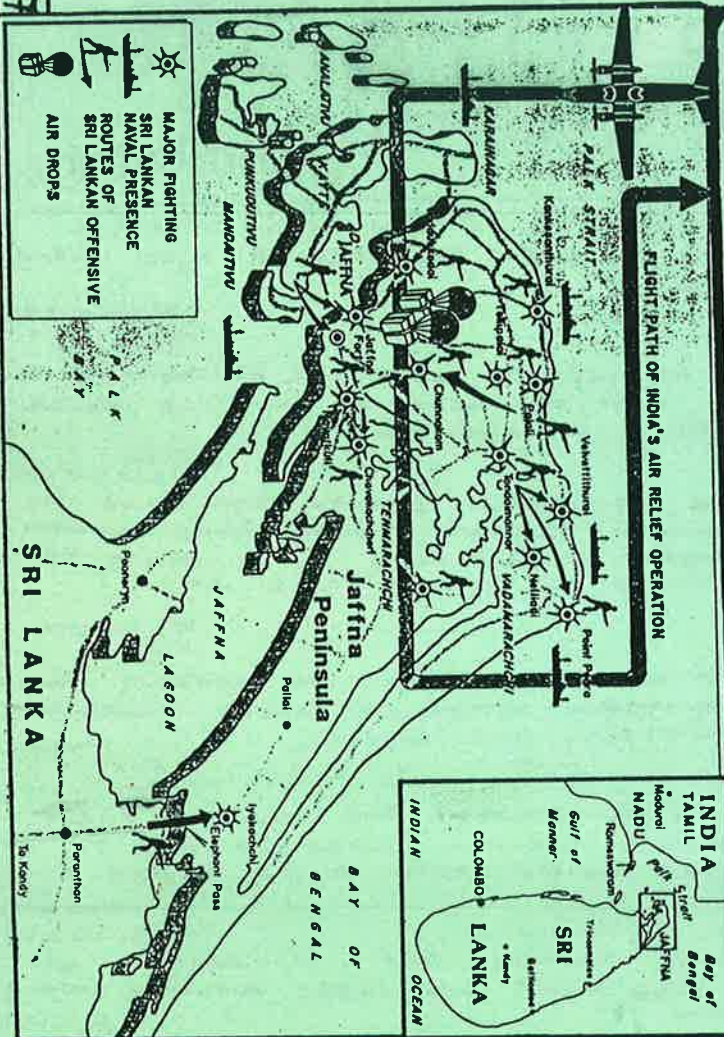 FLIGHT PATH OF INDIA'S AIR RELIEF OPERATION
PALK STRAIT
KARAINAGAR
ANALATIVU
PUNKUDUTIVU
MANDAITIVU
Kankesanthurai
Palali
Valvettithurai
Point Pedro
Nelliadi
Tondaimannar
VADAMARACHCHI
Chunnakam
JAFFNA
Jaffna
Fort
Chavakachcheri
TENMARACHCHI
Jaffna
Peninsula
Pallai
Iyakachchi
Elephant Pass
JAFFNA
LAGOON
Pooneryn
Paranthan
To Kandy
PALK
BAY
BAY OF
BENGAL
SRI LANKA
MAJOR FIGHTING
SRI LANKAN
NAVAL PRESENCE
ROUTES OF
SRI LANKAN OFFENSIVE
AIR DROPS
INDIA
TAMIL
NADU
Madurai
Rameswaram
Palk Strait
Bay of
Bengal
JAFFNA
Gulf of
Mannar
Trincomalee
Batticaloa
SRI
LANKA
Kandy
COLOMBO
INDIAN
OCEAN